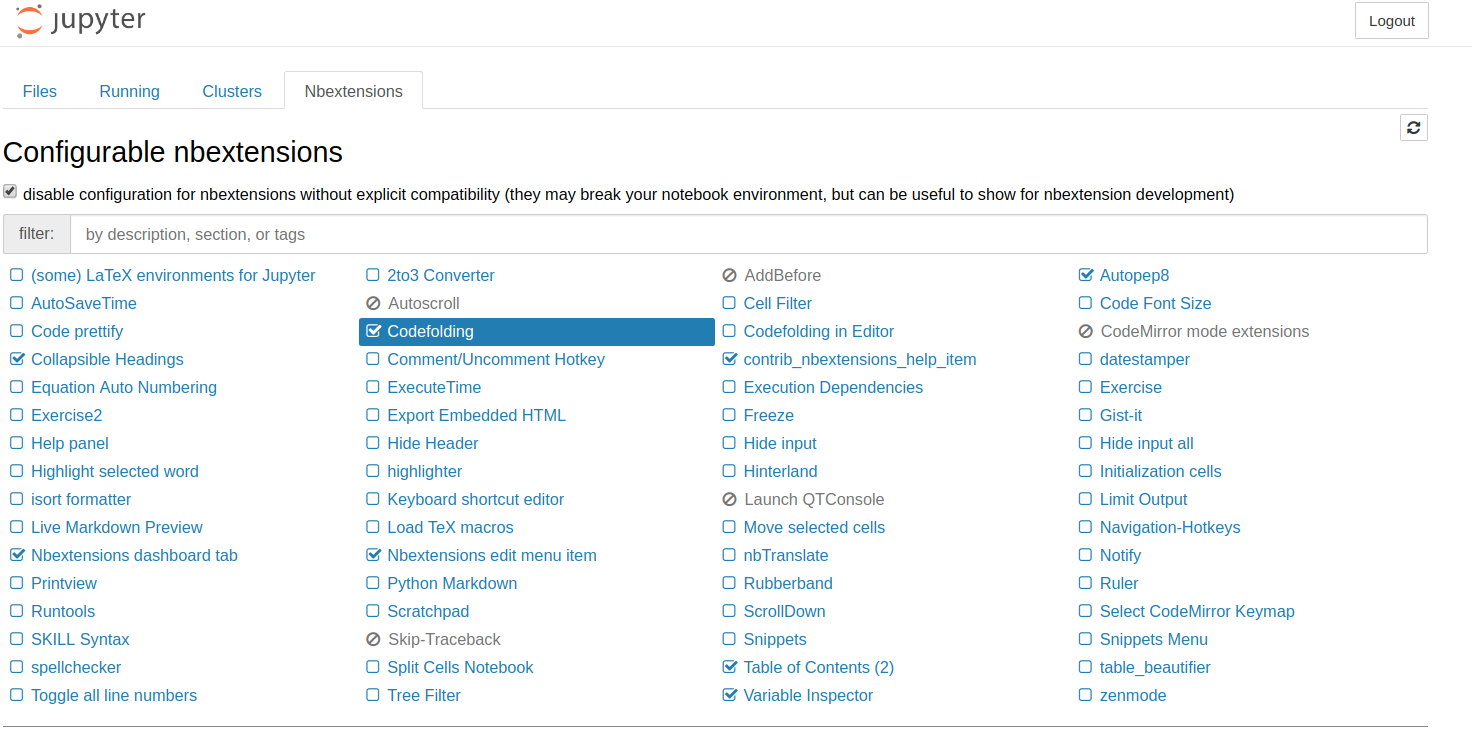 jupyter Logout
Files Running Clusters Nbextensions
Configurable nbextensions
disable configuration for nbextensions without explicit compatibility (they may break your notebook environment, but can be useful to show for nbextension development)
filter: by description, section, or tags
(some) LaTeX environments for Jupyter 2to3 Converter AddBefore Autopep8
AutoSaveTime Autoscroll Cell Filter Code Font Size
Code prettify Codefolding Codefolding in Editor CodeMirror mode extensions
Collapsible Headings Comment/Uncomment Hotkey contrib_nbextensions_help_item datestamper
Equation Auto Numbering ExecuteTime Execution Dependencies Exercise
Exercise2 Export Embedded HTML Freeze Gist-it
Help panel Hide Header Hide input Hide input all
Highlight selected word highlighter Hinterland Initialization cells
isort formatter Keyboard shortcut editor Launch QTConsole Limit Output
Live Markdown Preview Load TeX macros Move selected cells Navigation-Hotkeys
Nbextensions dashboard tab Nbextensions edit menu item nbTranslate Notify
Printview Python Markdown Rubberband Ruler
Runtools Scratchpad ScrollDown Select CodeMirror Keymap
SKILL Syntax Skip-Traceback Snippets Snippets Menu
spellchecker Split Cells Notebook Table of Contents (2) table_beautifier
Toggle all line numbers Tree Filter Variable Inspector zenmode